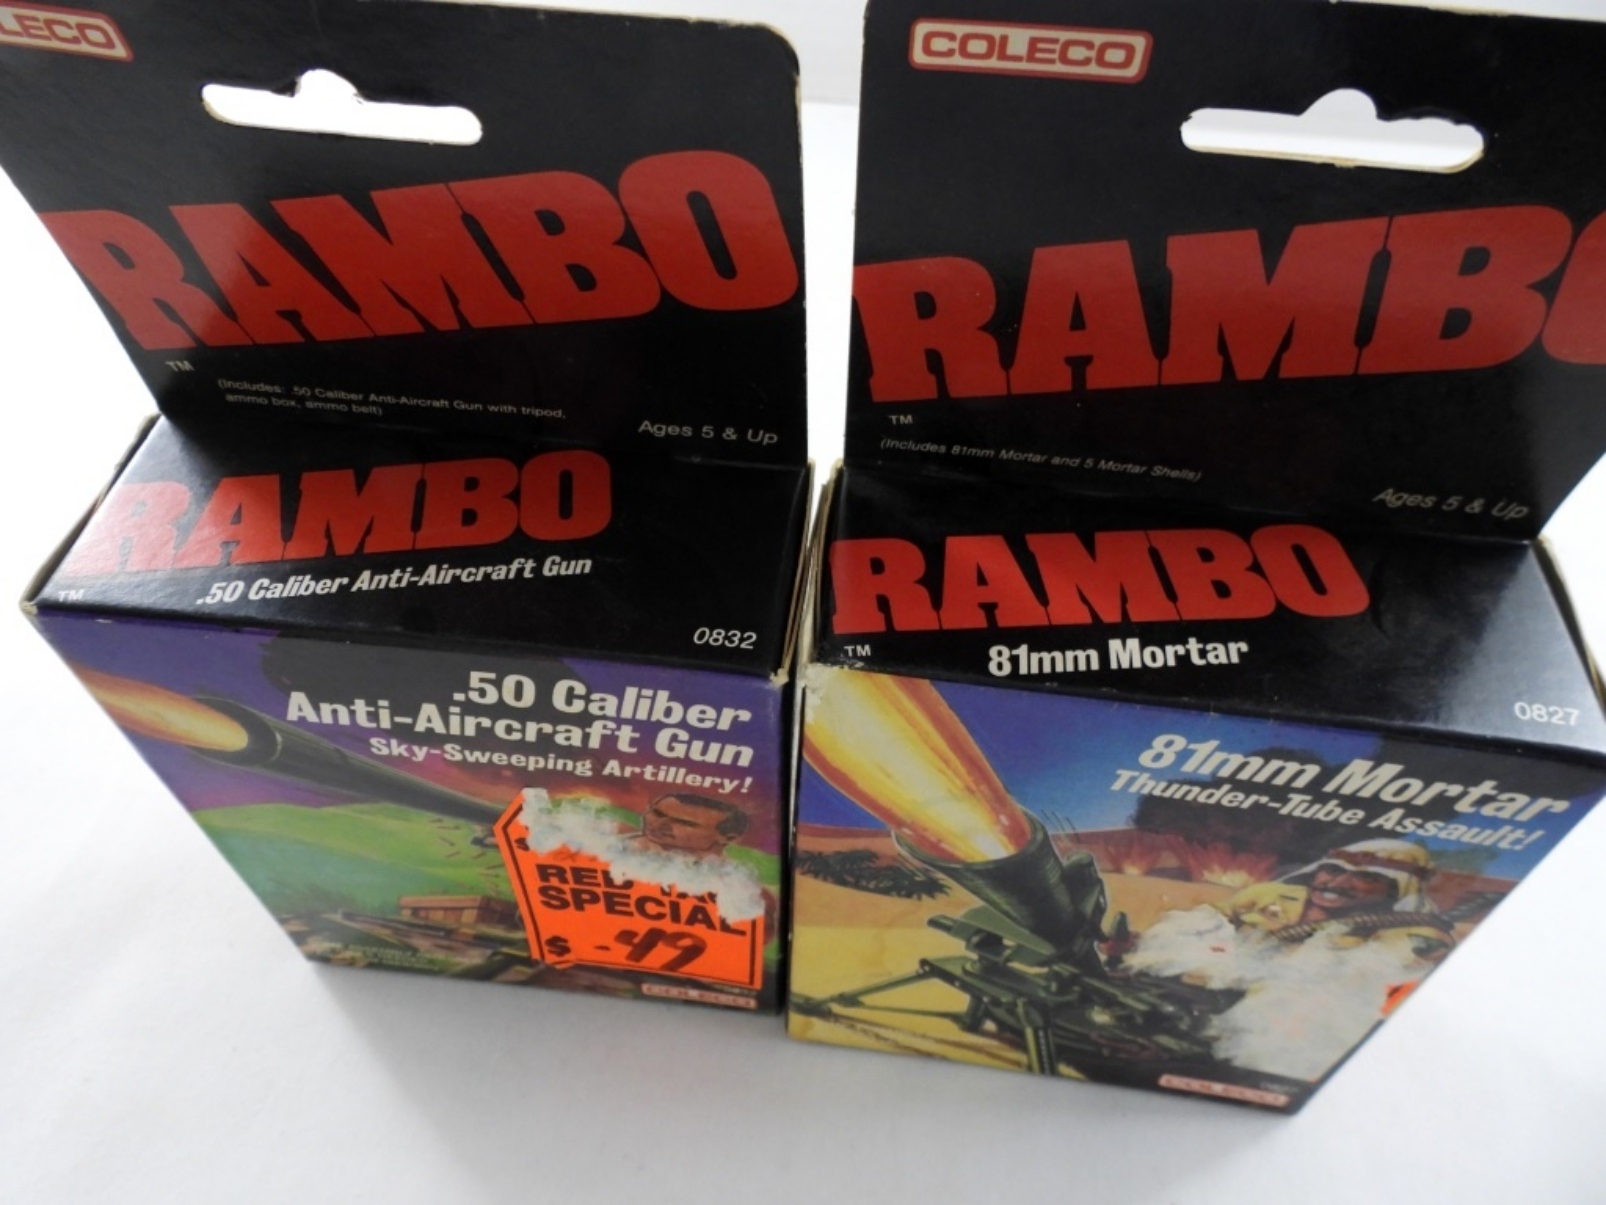 LECO
RAMBO
TM
(Includes: .50 Caliber Anti-Aircraft Gun with tripod,
ammo box, ammo belt)
Ages 5 & Up
RAMBO
TM
.50 Caliber Anti-Aircraft Gun
0832
.50 Caliber
Anti-Aircraft Gun
Sky-Sweeping Artillery!
RED
SPECIAL
$ .49
COLECO
COLECO
RAMBO
TM
(Includes 81mm Mortar and 5 Mortar Shells)
Ages 5 & Up
RAMBO
TM
81mm Mortar
0827
81mm Mortar
Thunder-Tube Assault!
COLECO